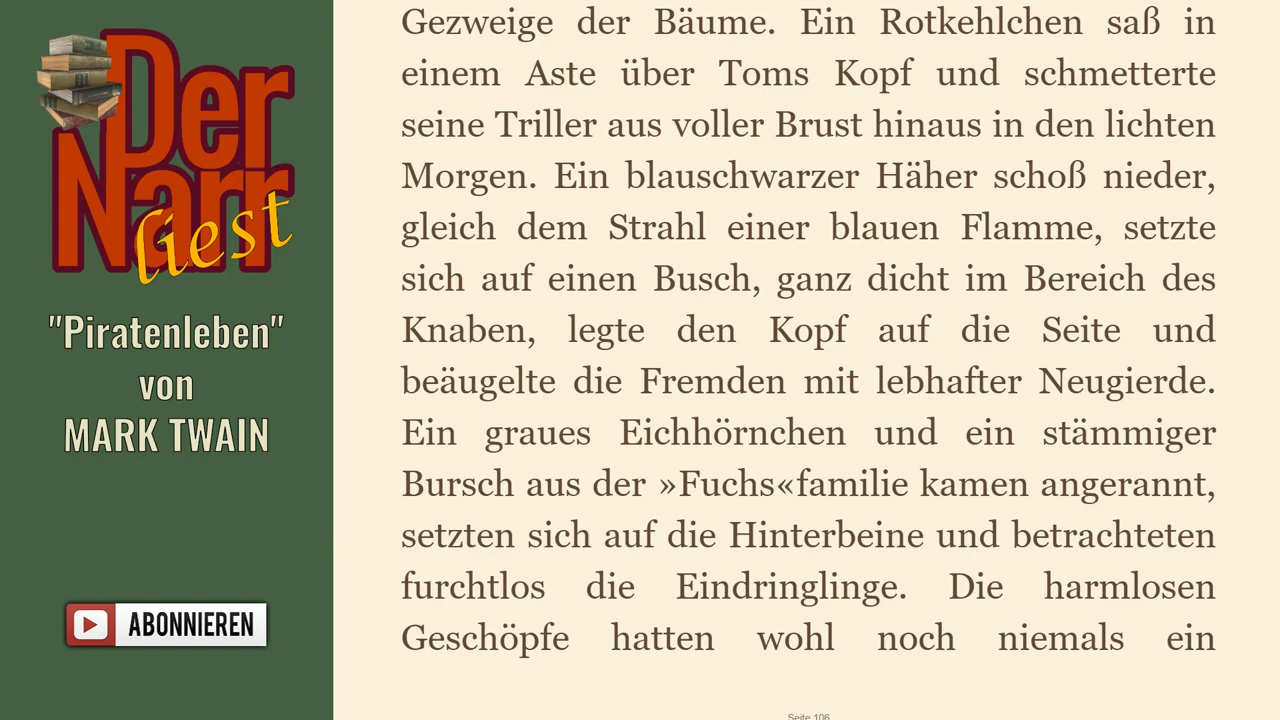 Der
Narr
liest
"Piratenleben"
von
MARK TWAIN
ABONNIEREN
Gezweige der Bäume. Ein Rotkehlchen saß in
einem Aste über Toms Kopf und schmetterte
seine Triller aus voller Brust hinaus in den lichten
Morgen. Ein blauschwarzer Häher schoß nieder,
gleich dem Strahl einer blauen Flamme, setzte
sich auf einen Busch, ganz dicht im Bereich des
Knaben, legte den Kopf auf die Seite und
beäugelte die Fremden mit lebhafter Neugierde.
Ein graues Eichhörnchen und ein stämmiger
Bursch aus der »Fuchs«familie kamen angerannt,
setzten sich auf die Hinterbeine und betrachteten
furchtlos die Eindringlinge. Die harmlosen
Geschöpfe hatten wohl noch niemals ein
Seite 106